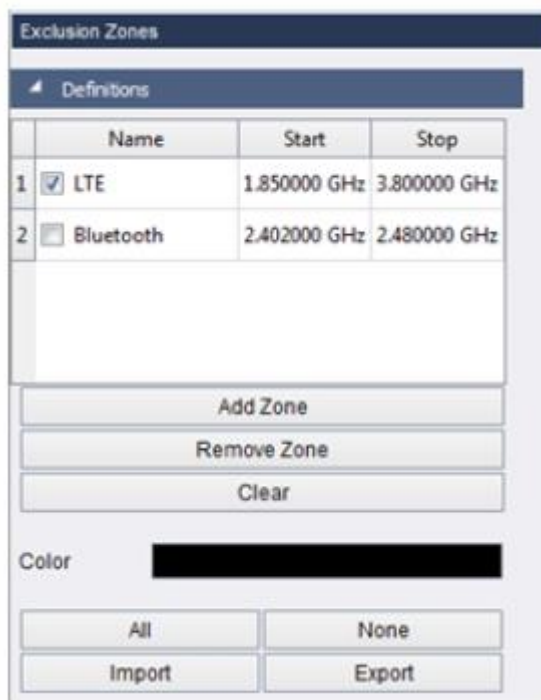 Exclusion Zones
Definitions
Name Start Stop
1 LTE 1.850000 GHz 3.800000 GHz
2 Bluetooth 2.402000 GHz 2.480000 GHz
Add Zone
Remove Zone
Clear
Color
All None
Import Export